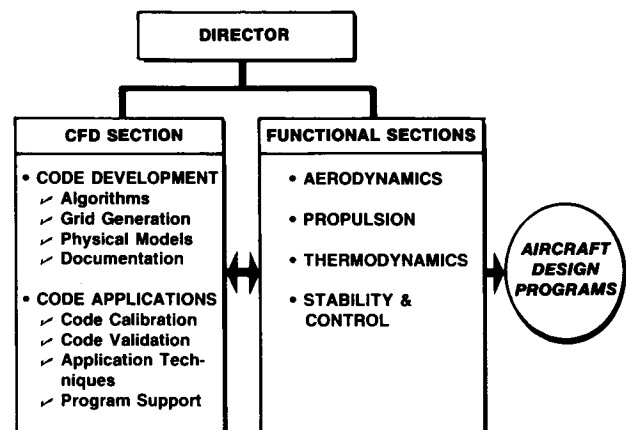 DIRECTOR
CFD SECTION
• CODE DEVELOPMENT
✓ Algorithms
✓ Grid Generation
✓ Physical Models
✓ Documentation
• CODE APPLICATIONS
✓ Code Calibration
✓ Code Validation
✓ Application Tech-
niques
✓ Program Support
FUNCTIONAL SECTIONS
• AERODYNAMICS
• PROPULSION
• THERMODYNAMICS
• STABILITY &
CONTROL
AIRCRAFT
DESIGN
PROGRAMS